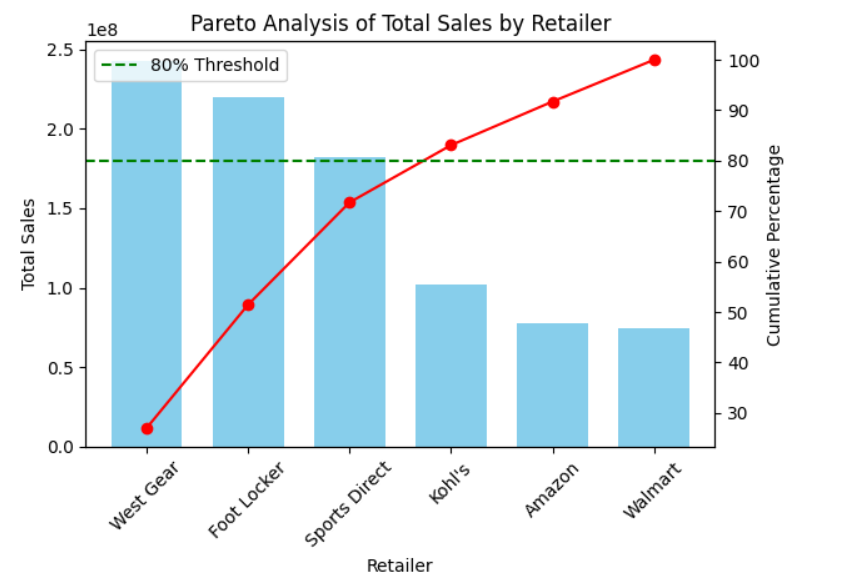 Pareto Analysis of Total Sales by Retailer
1e8
80% Threshold
2.5
2.0
1.5
1.0
0.5
0.0
Total Sales
100
90
80
70
60
50
40
30
Cumulative Percentage
West Gear
Foot Locker
Sports Direct
Kohl's
Amazon
Walmart
Retailer